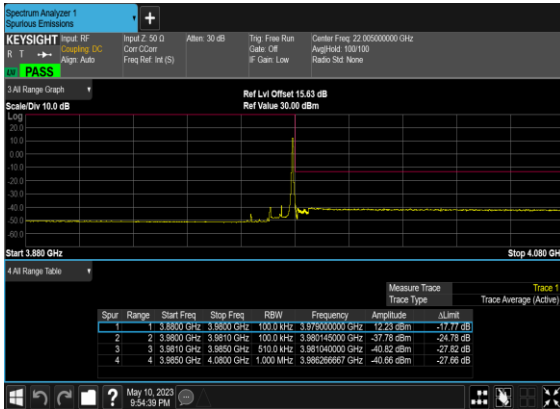 Spectrum Analyzer 1
Spurious Emissions
+
KEYSIGHT Input: RF Input Z: 50 Ω Atten: 30 dB Trig: Free Run Center Freq: 22.005000000 GHz
R T Coupling: DC Corr CCorr Gate: Off Avg|Hold: 100/100
Align: Auto Freq Ref: Int (S) IF Gain: Low Radio Std: None
LXI PASS
3 All Range Graph
Ref Lvl Offset 15.63 dB
Scale/Div 10.0 dB Ref Value 30.00 dBm
Log
20.0
10.0
0.00
-10.0
-20.0
-30.0
-40.0
-50.0
-60.0
Start 3.880 GHz Stop 4.080 GH
4 All Range Table
Measure Trace Trace 1
Trace Type Trace Average (Active)
Spur Range Start Freq Stop Freq RBW Frequency Amplitude ΔLimit
1 1 3.8800 GHz 3.9800 GHz 100.0 kHz 3.979000000 GHz 12.23 dBm -17.77 dB
2 2 3.9800 GHz 3.9810 GHz 100.0 kHz 3.980145000 GHz -37.78 dBm -24.78 dB
3 3 3.9810 GHz 3.9850 GHz 510.0 kHz 3.981040000 GHz -40.82 dBm -27.82 dB
4 4 3.9850 GHz 4.0800 GHz 1.000 MHz 3.986266667 GHz -40.66 dBm -27.66 dB
? May 10, 2023
9:54:39 PM